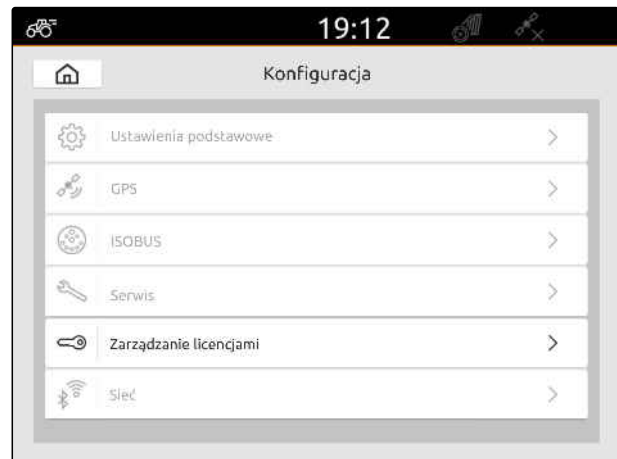 19:12
Konfiguracja
Ustawienia podstawowe
GPS
ISOBUS
Serwis
Zarządzanie licencjami
Sieć